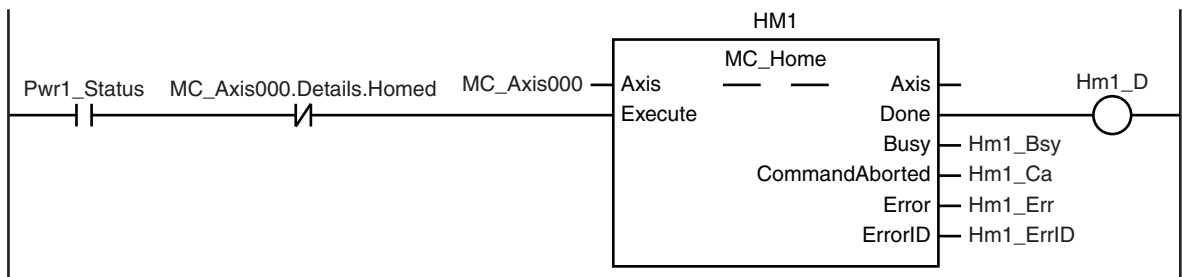 HM1
MC_Home
Pwr1_Status MC_Axis000.Details.Homed MC_Axis000 Axis Axis Hm1_D
Execute Done
Busy Hm1_Bsy
CommandAborted Hm1_Ca
Error Hm1_Err
ErrorID Hm1_ErrID